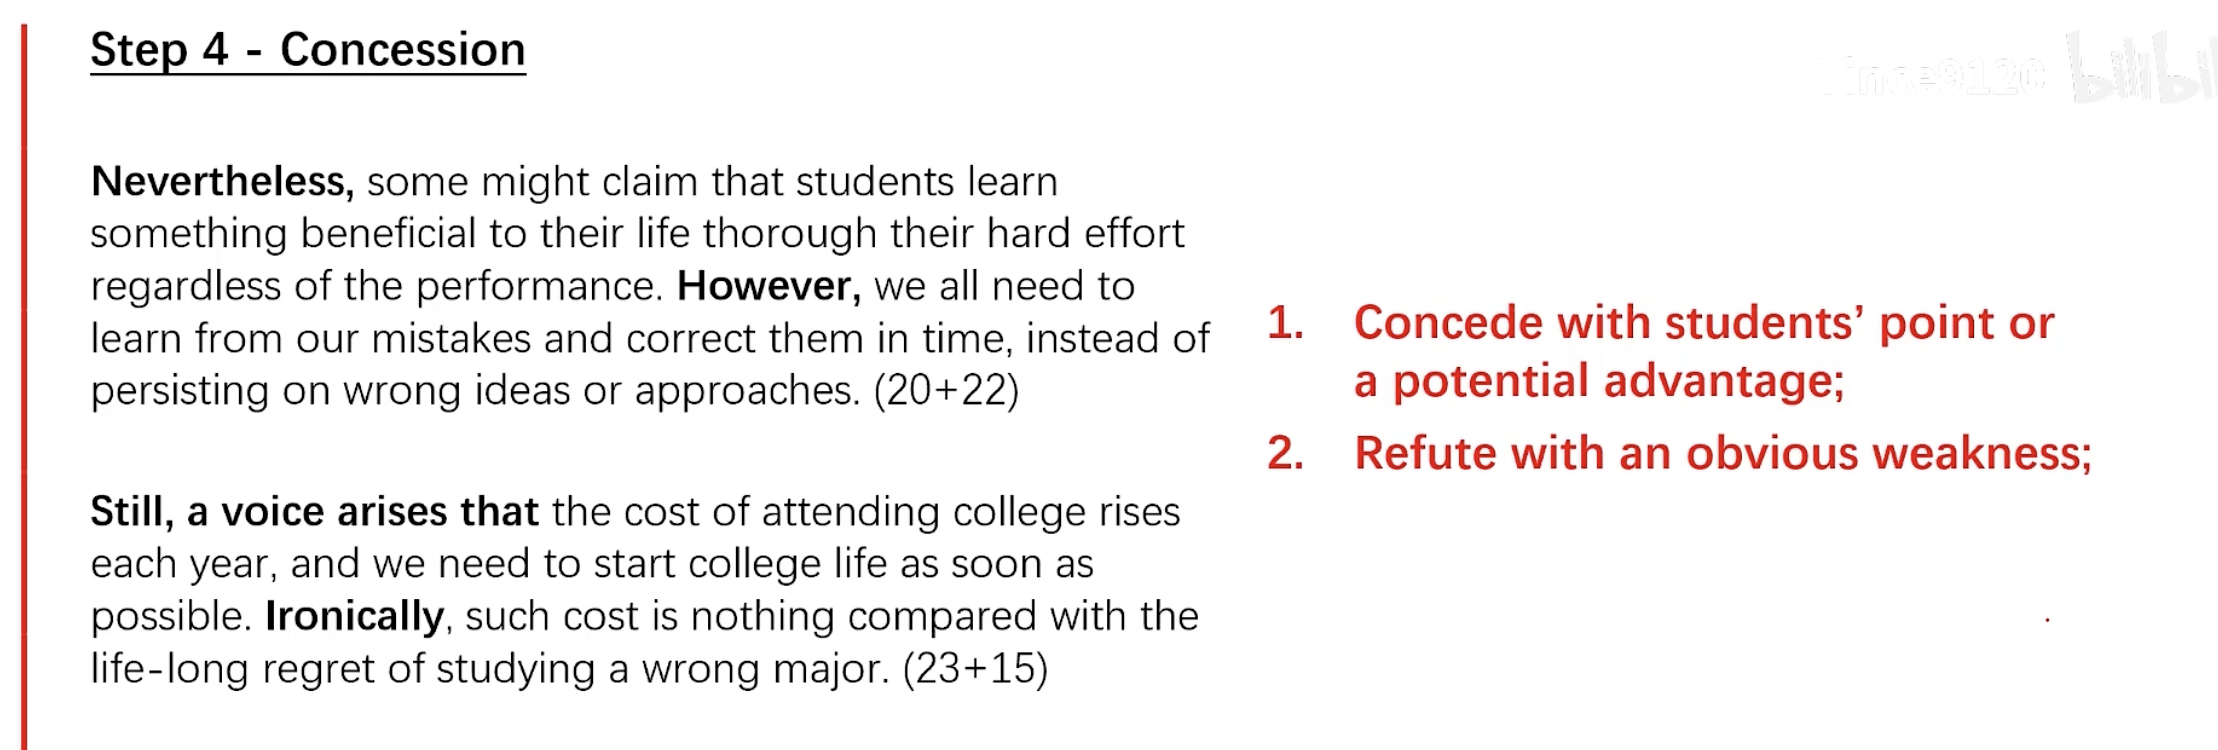 Step 4 - Concession
Nevertheless, some might claim that students learn
something beneficial to their life thorough their hard effort
regardless of the performance. However, we all need to
learn from our mistakes and correct them in time, instead of
persisting on wrong ideas or approaches. (20+22)
Still, a voice arises that the cost of attending college rises
each year, and we need to start college life as soon as
possible. Ironically, such cost is nothing compared with the
life-long regret of studying a wrong major. (23+15)
1. Concede with students’ point or
a potential advantage;
2. Refute with an obvious weakness;